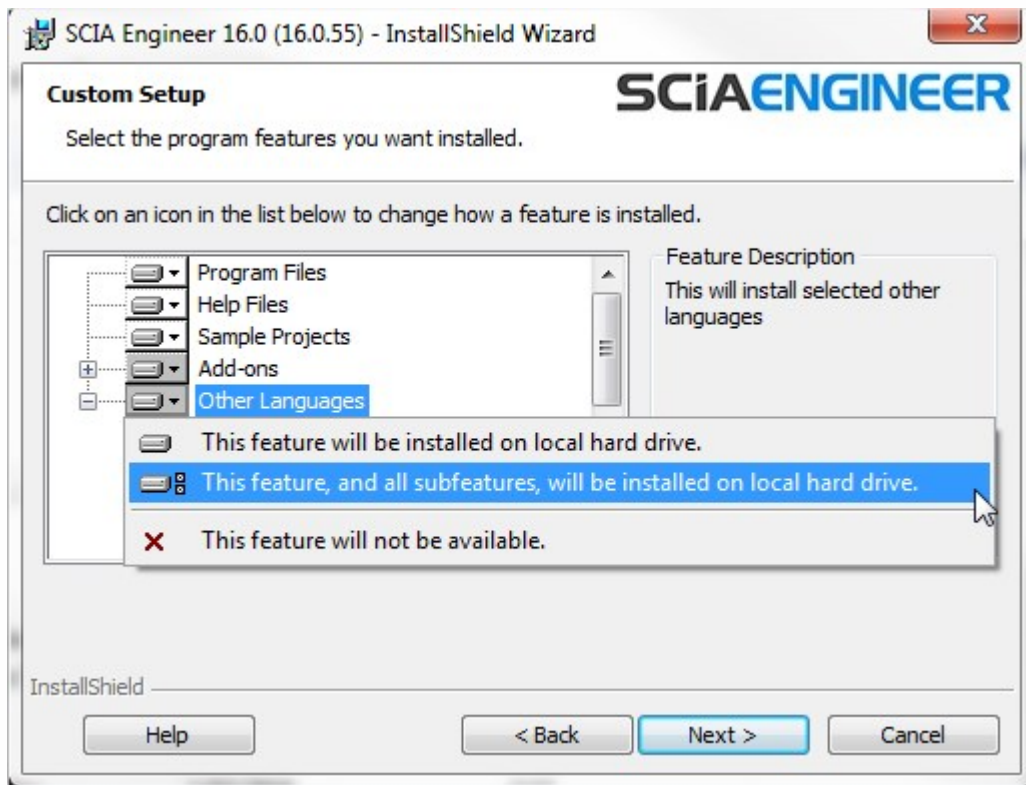 SCIA Engineer 16.0 (16.0.55) - InstallShield Wizard
Custom Setup
SCiAENGINEER
Select the program features you want installed.
Click on an icon in the list below to change how a feature is installed.
Program Files
Help Files
Sample Projects
Add-ons
Other Languages
Feature Description
This will install selected other
languages
This feature will be installed on local hard drive.
This feature, and all subfeatures, will be installed on local hard drive.
This feature will not be available.
InstallShield
Help
< Back
Next >
Cancel